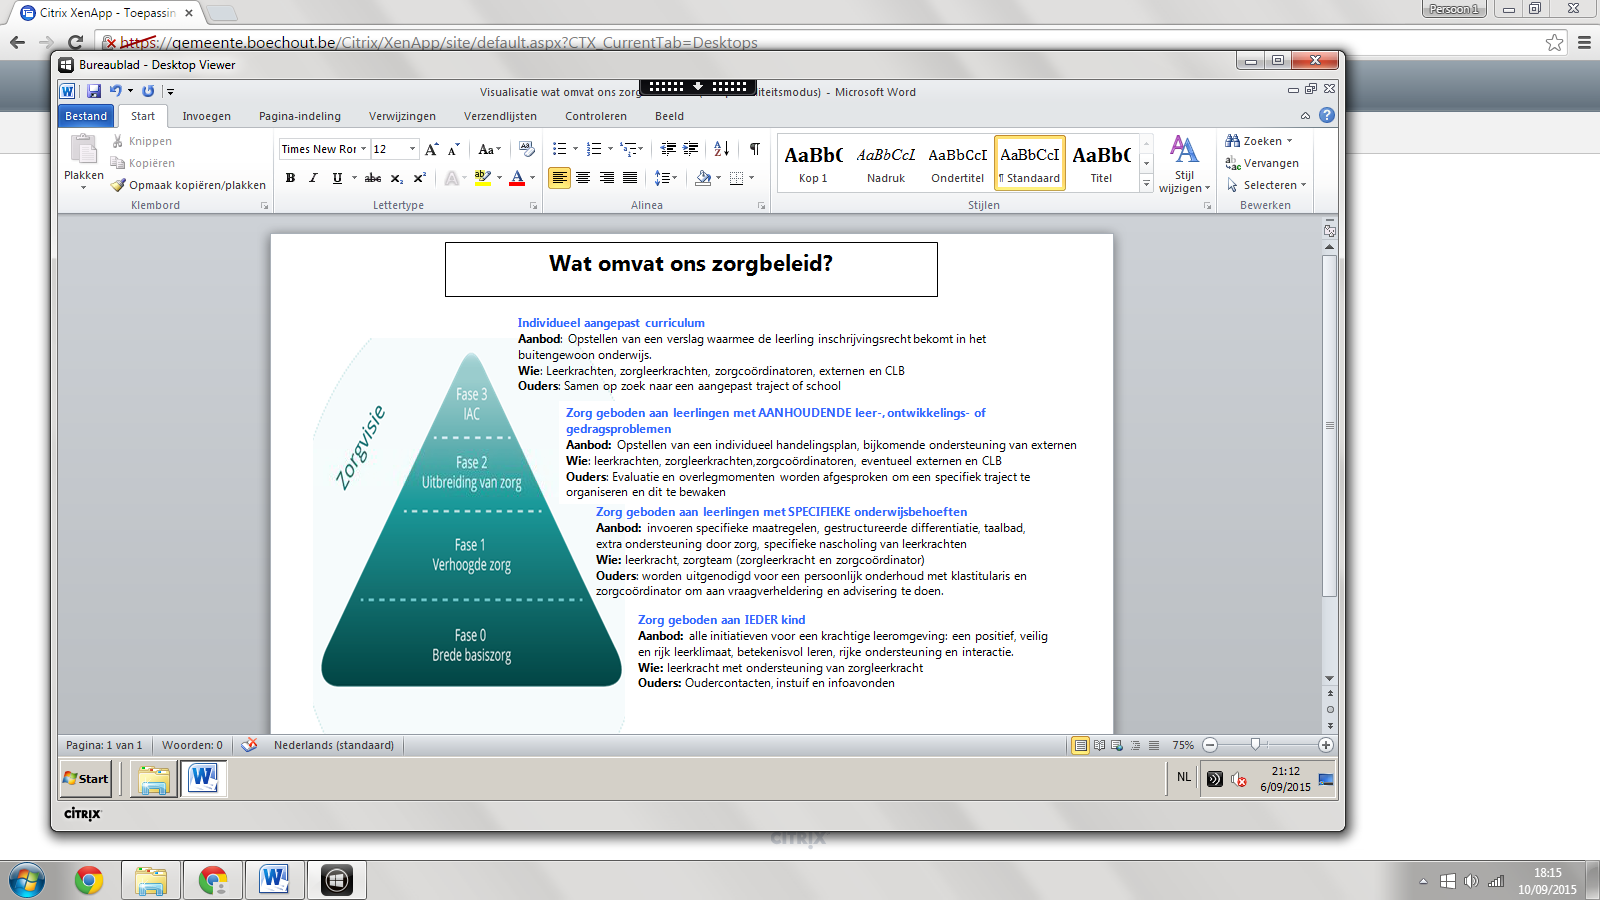 Citrix XenApp - Toepassin
Persoon 1
https://gemeente.boechout.be/Citrix/XenApp/site/default.aspx?CTX_CurrentTab=Desktops
Bureaublad - Desktop Viewer
Visualisatie wat omvat ons zorg
liteitsmodus) - Microsoft Word
Bestand Start Invoegen Pagina-indeling Verwijzingen Verzendlijsten Controleren Beeld
Plakken
Knippen
Kopiëren
Opmaak kopiëren/plakken
Klembord
Times New Ror 12
Lettertype
Alinea
AaBbC AaBbCcI AaBbCcI AaBbCcI AaBbC
Kop 1 Nadruk Ondertitel ¶ Standaard Titel
Stijl wijzigen
Stijlen
Zoeken
Vervangen
Selecteren
Bewerken
Wat omvat ons zorgbeleid?
Individueel aangepast curriculum
Aanbod: Opstellen van een verslag waarmee de leerling inschrijvingsrecht bekomt in het
buitengewoon onderwijs.
Wie: Leerkrachten, zorgleerkrachten, zorgcoördinatoren, externen en CLB
Ouders: Samen op zoek naar een aangepast traject of school
Zorgvisie
Fase 3
IAC
Zorg geboden aan leerlingen met AANHOUDENDE leer-, ontwikkelings- of
gedragsproblemen
Aanbod: Opstellen van een individueel handelingsplan, bijkomende ondersteuning van externen
Wie: leerkrachten, zorgleerkrachten,zorgcoördinatoren, eventueel externen en CLB
Ouders: Evaluatie en overlegmomenten worden afgesproken om een specifiek traject te
organiseren en dit te bewaken
Fase 2
Uitbreiding van zorg
Zorg geboden aan leerlingen met SPECIFIEKE onderwijsbehoeften
Aanbod: invoeren specifieke maatregelen, gestructureerde differentiatie, taalbad,
extra ondersteuning door zorg, specifieke nascholing van leerkrachten
Wie: leerkracht, zorgteam (zorgleerkracht en zorgcoördinator)
Ouders: worden uitgenodigd voor een persoonlijk onderhoud met klastitularis en
zorgcoördinator om aan vraagverheldering en advisering te doen.
Fase 1
Verhoogde zorg
Zorg geboden aan IEDER kind
Aanbod: alle initiatieven voor een krachtige leeromgeving: een positief, veilig
en rijk leerklimaat, betekenisvol leren, rijke ondersteuning en interactie.
Wie: leerkracht met ondersteuning van zorgleerkracht
Ouders: Oudercontacten, instuif en infoavonden
Fase 0
Brede basiszorg
Pagina: 1 van 1 Woorden: 0 Nederlands (standaard) 75%
Start NL 21:12
6/09/2015
CITRIX
CITRIX
18:15
10/09/2015